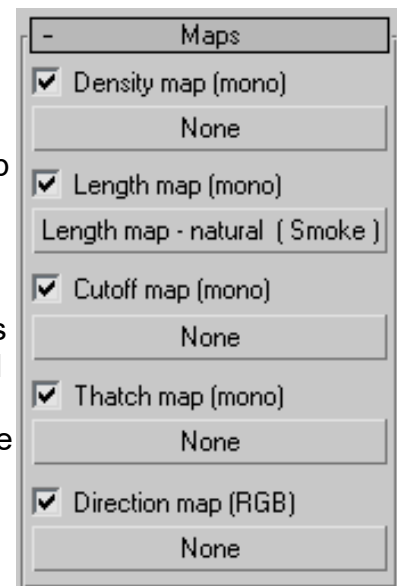 - Maps
Density map (mono)
None
Length map (mono)
Length map - natural ( Smoke )
Cutoff map (mono)
None
Thatch map (mono)
None
Direction map (RGB)
None